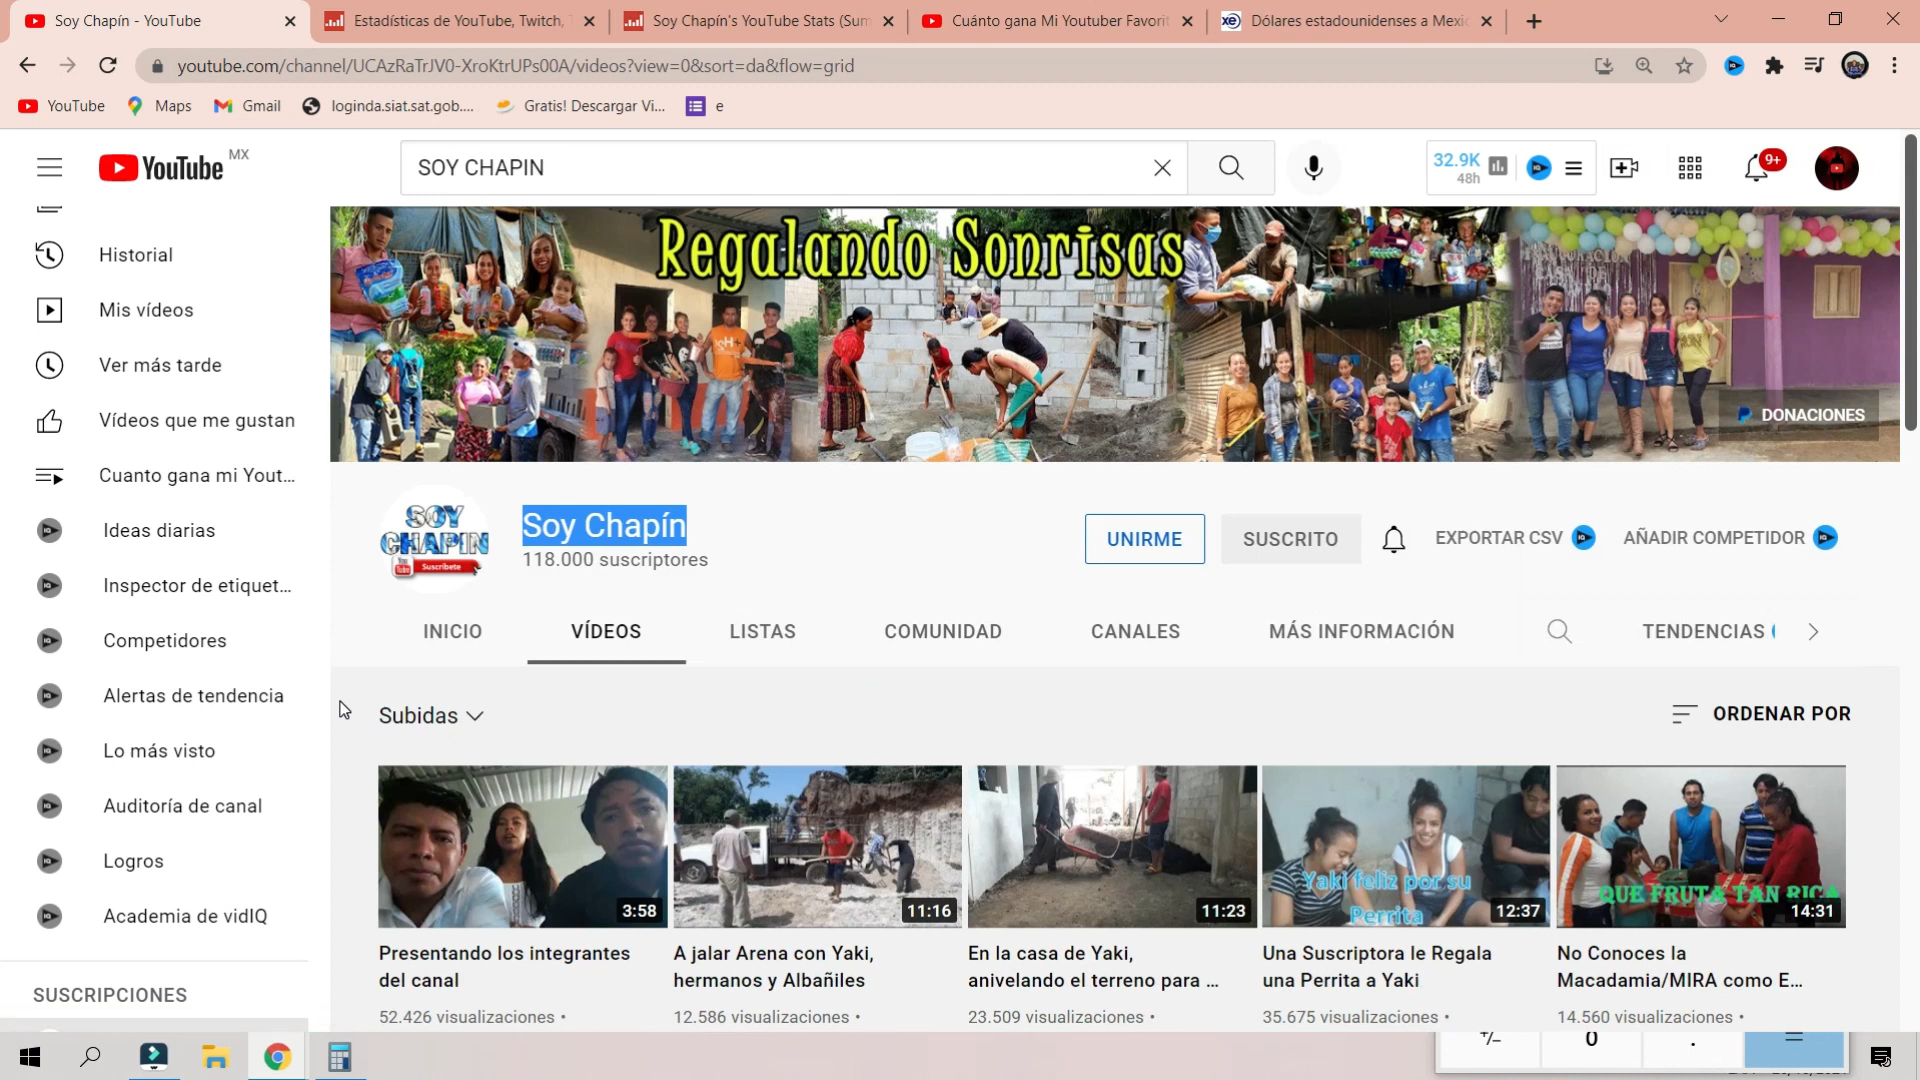 Soy Chapín - YouTube
Estadísticas de YouTube, Twitch, T
Soy Chapín's YouTube Stats (Sum
Cuánto gana Mi Youtuber Favorit
Dólares estadounidenses a Mexic
youtube.com/channel/UCAzRaTrJV0-XroKtrUPs00A/videos?view=0&sort=da&flow=grid
YouTube
Maps
Gmail
loginda.siat.sat.gob....
Gratis! Descargar Vi...
e
YouTube MX
SOY CHAPIN
32.9K
48h
9+
Historial
Mis vídeos
Ver más tarde
Vídeos que me gustan
Cuanto gana mi Yout...
Ideas diarias
Inspector de etiquet...
Competidores
Alertas de tendencia
Lo más visto
Auditoría de canal
Logros
Academia de vidIQ
SUSCRIPCIONES
Regalando Sonrisas
DONACIONES
SOY
CHAPIN
Suscríbete
Soy Chapín
118.000 suscriptores
UNIRME
SUSCRITO
EXPORTAR CSV
AÑADIR COMPETIDOR
INICIO
VÍDEOS
LISTAS
COMUNIDAD
CANALES
MÁS INFORMACIÓN
TENDENCIAS
Subidas
ORDENAR POR
3:58
Presentando los integrantes
del canal
52.426 visualizaciones •
11:16
A jalar Arena con Yaki,
hermanos y Albañiles
12.586 visualizaciones •
11:23
En la casa de Yaki,
anivelando el terreno para ...
23.509 visualizaciones •
Yaki feliz por su
Perrita
12:37
Una Suscriptora le Regala
una Perrita a Yaki
35.675 visualizaciones •
QUE FRUTA TAN RICA
14:31
No Conoces la
Macadamia/MIRA como E...
14.560 visualizaciones •
+/-
0
.
=